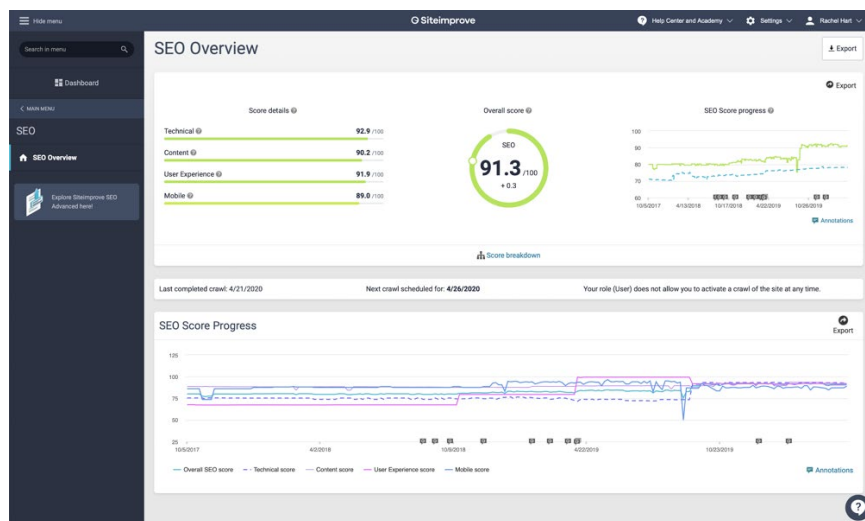 Hide menu
Siteimprove
Help Center and Academy
Settings
Rachel Hart
Search in menu
SEO Overview
Export
Dashboard
Export
< MAIN MENU
Score details
Overall score
SEO Score progress
SEO
Technical 92.9 /100
Content 90.2 /100
User Experience 91.9 /100
Mobile 89.0 /100
SEO
91.3 /100
+ 0.3
100
90
80
70
60
10/5/2017 4/13/2018 10/17/2018 4/22/2019 10/26/2019
Annotations
SEO Overview
Explore Siteimprove SEO
Advanced here!
Score breakdown
Last completed crawl: 4/21/2020
Next crawl scheduled for: 4/26/2020
Your role (User) does not allow you to activate a crawl of the site at any time.
SEO Score Progress
Export
125
100
75
50
25
10/5/2017 4/2/2018 10/9/2018 4/22/2019 10/23/2019
Overall SEO score Technical score Content score User Experience score Mobile score
Annotations